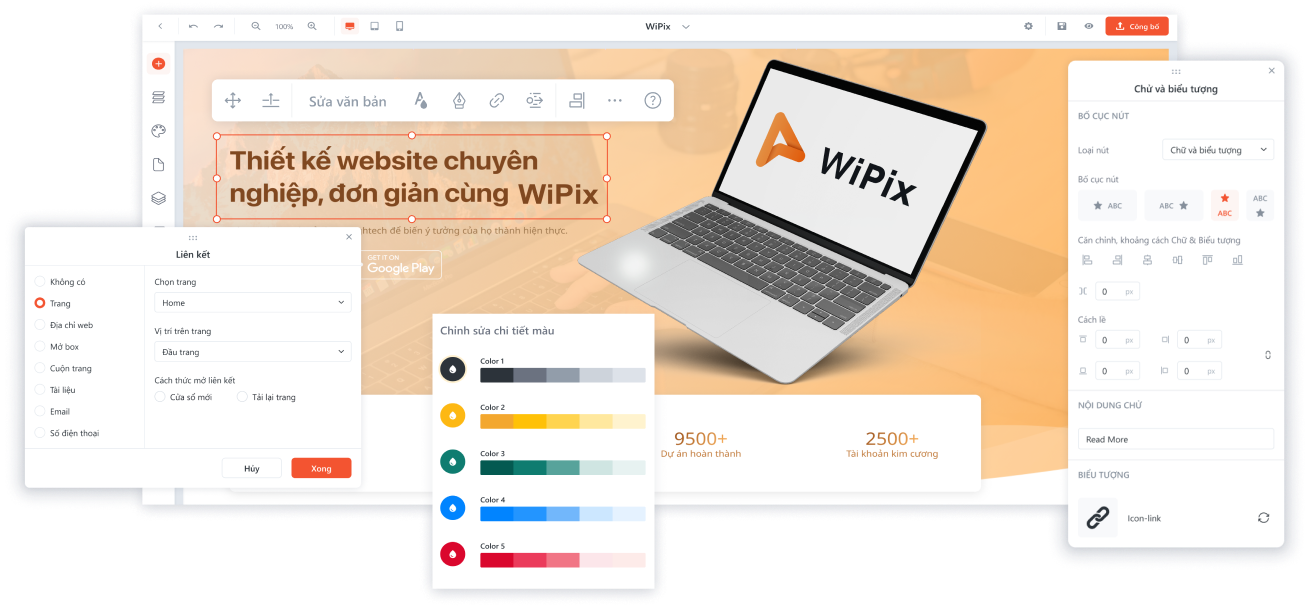 100%
WiPix
Công bố
Sửa văn bản
Thiết kế website chuyên
nghiệp, đơn giản cùng WiPix
htech để biến ý tưởng của họ thành hiện thực.
GET IT ON
Google Play
WiPix
9500+
Dự án hoàn thành
2500+
Tài khoản kim cương
Liên kết
Không có
Trang
Địa chỉ web
Mở box
Cuộn trang
Tài liệu
Email
Số điện thoại
Chọn trang
Home
Vị trí trên trang
Đầu trang
Cách thức mở liên kết
Cửa sổ mới
Tải lại trang
Hủy
Xong
Chỉnh sửa chi tiết màu
Color 1
Color 2
Color 3
Color 4
Color 5
Chữ và biểu tượng
BỐ CỤC NÚT
Loại nút
Chữ và biểu tượng
Bố cục nút
ABC
ABC
ABC
ABC
Căn chỉnh, khoảng cách Chữ & Biểu tượng
0 px
Cách lề
0 px
0 px
0 px
0 px
NỘI DUNG CHỮ
Read More
BIỂU TƯỢNG
Icon-link